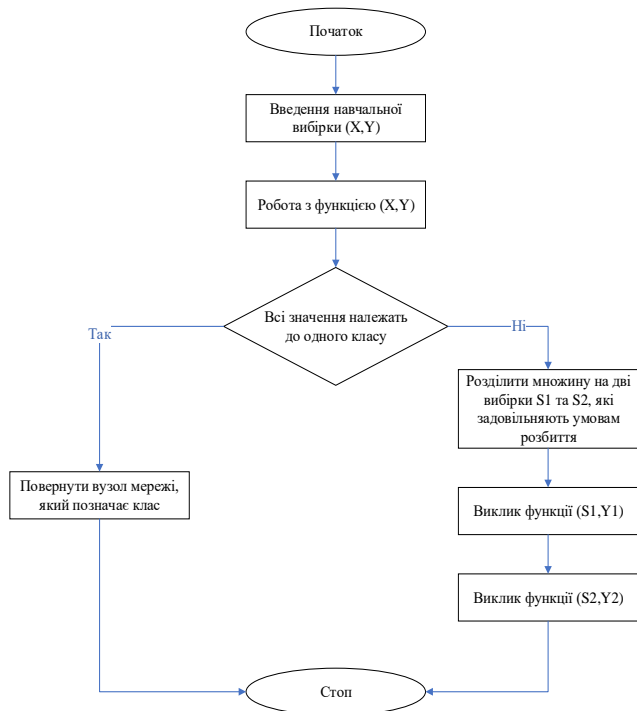 Початок
Введення навчальної
вибірки (X,Y)
Робота з функцією (X,Y)
Всі значення належать
до одного класу
Так
Ні
Розділити множину на дві
вибірки S1 та S2, які
задовільняють умовам
розбиття
Повернути вузол мережі,
який позначає клас
Виклик функції (S1,Y1)
Виклик функції (S2,Y2)
Стоп